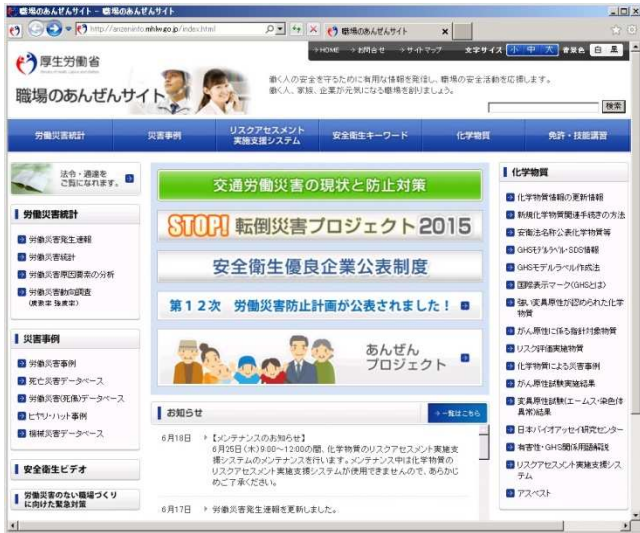 職場のあんぜんサイト - 職場のあんぜんサイト
http://anzeninfo.mhlw.go.jp/index.html
職場のあんぜんサイト
HOME お問合せ サイトマップ 文字サイズ 小 中 大 背景色 白 黒
厚生労働省
職場のあんぜんサイト
働く人の安全を守るために有用な情報を発信し、職場の安全活動を応援します。
働く人、家族、企業が元気になる職場を創りましょう。
検索
労働災害統計
災害事例
リスクアセスメント
実施支援システム
安全衛生キーワード
化学物質
免許・技能講習
法令・通達を
ご覧になれます。
労働災害統計
労働災害発生速報
労働災害統計
労働災害原因要素の分析
労働災害動向調査
(度数率 強度率)
災害事例
労働災害事例
死亡災害データベース
労働災害(死傷)データベース
ヒヤリ・ハット事例
機械災害データベース
安全衛生ビデオ
労働災害のない職場づくり
に向けた緊急対策
交通労働災害の現状と防止対策
STOP! 転倒災害プロジェクト2015
安全衛生優良企業公表制度
第12次 労働災害防止計画が公表されました！
あんぜん
プロジェクト
お知らせ
一覧はこちら
6月18日 【メンテナンスのお知らせ】
6月25日(木)9:00～12:00の間、化学物質のリスクアセスメント実施支
援システムのメンテナンスを行います。メンテナンス中は化学物質の
リスクアセスメント実施支援システムが使用できませんので、あらかじ
めご了承ください。
6月17日 労働災害発生速報を更新しました。
化学物質
化学物質情報の更新情報
新規化学物質関連手続きの方法
安衛法名称公表化学物質等
GHSモデルラベル・SDS情報
GHSモデルラベル作成法
国際表示マーク(GHSとは)
強い変異原性が認められた化学
物質
がん原性に係る指針対象物質
リスク評価実施物質
化学物質による災害事例
がん原性試験実施結果
変異原性試験(エームス・染色体
異常)結果
日本バイオアッセイ研究センター
有害性・GHS関係用語解説
リスクアセスメント実施支援シス
テム
アスベスト